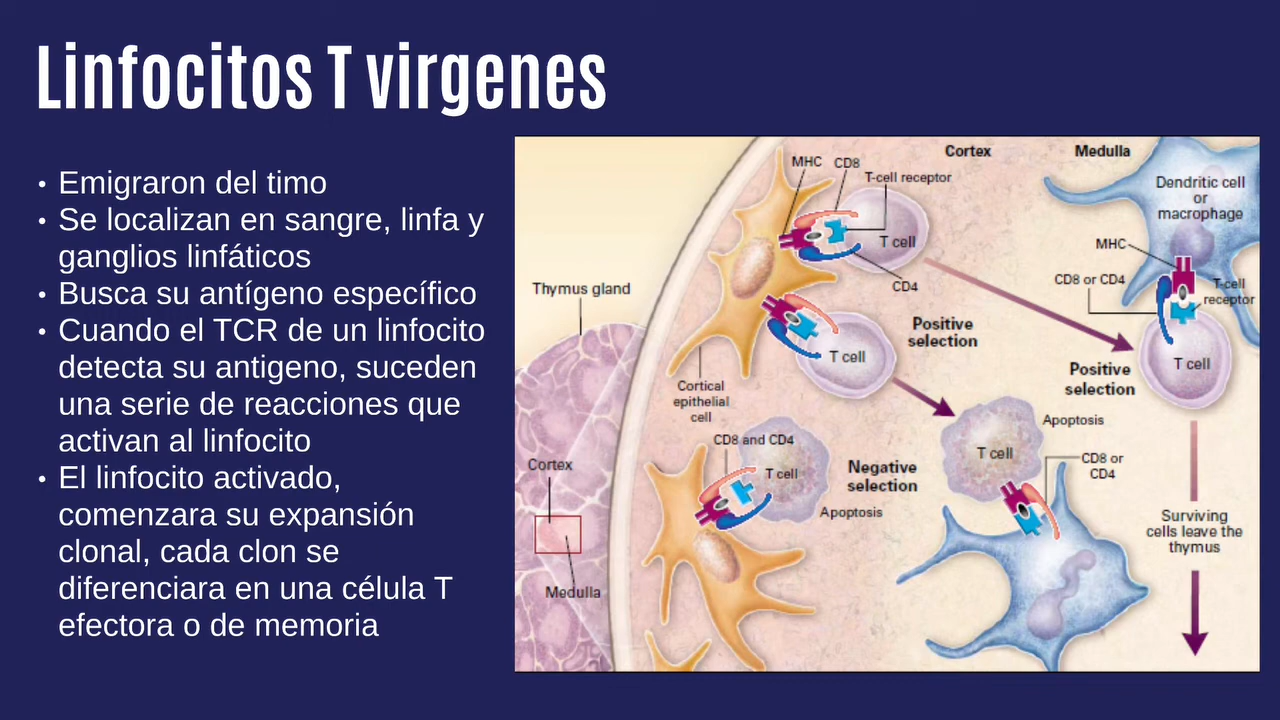 Linfocitos T virgenes
• Emigraron del timo
• Se localizan en sangre, linfa y
ganglios linfáticos
• Busca su antígeno específico
• Cuando el TCR de un linfocito
detecta su antigeno, suceden
una serie de reacciones que
activan al linfocito
• El linfocito activado,
comenzara su expansión
clonal, cada clon se
diferenciara en una célula T
efectora o de memoria
Cortex
Medulla
MHC
CD8
T-cell receptor
T cell
CD4
Dendritic cell
or
macrophage
MHC
CD8 or CD4
T-cell
receptor
T cell
Thymus gland
Positive
selection
T cell
Positive
selection
Cortical
epithelial
cell
CD8 and CD4
T cell
Apoptosis
Negative
selection
Apoptosis
T cell
CD8 or
CD4
Cortex
Medulla
Surviving
cells leave the
thymus